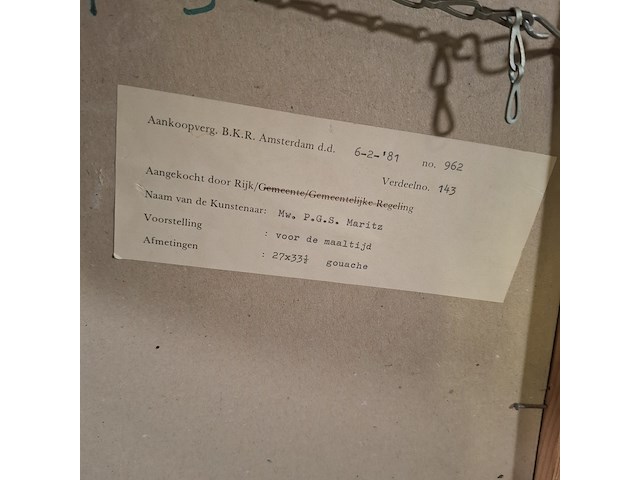 Aankoopverg. B.K.R. Amsterdam d.d. 6-2-'81 no. 962
Verdeelno. 143
Aangekocht door Rijk/Gemeente/Gemeentelijke Regeling
Naam van de Kunstenaar: Mw. P.G.S. Maritz
Voorstelling : voor de maaltijd
Afmetingen : 27x33½ gouache